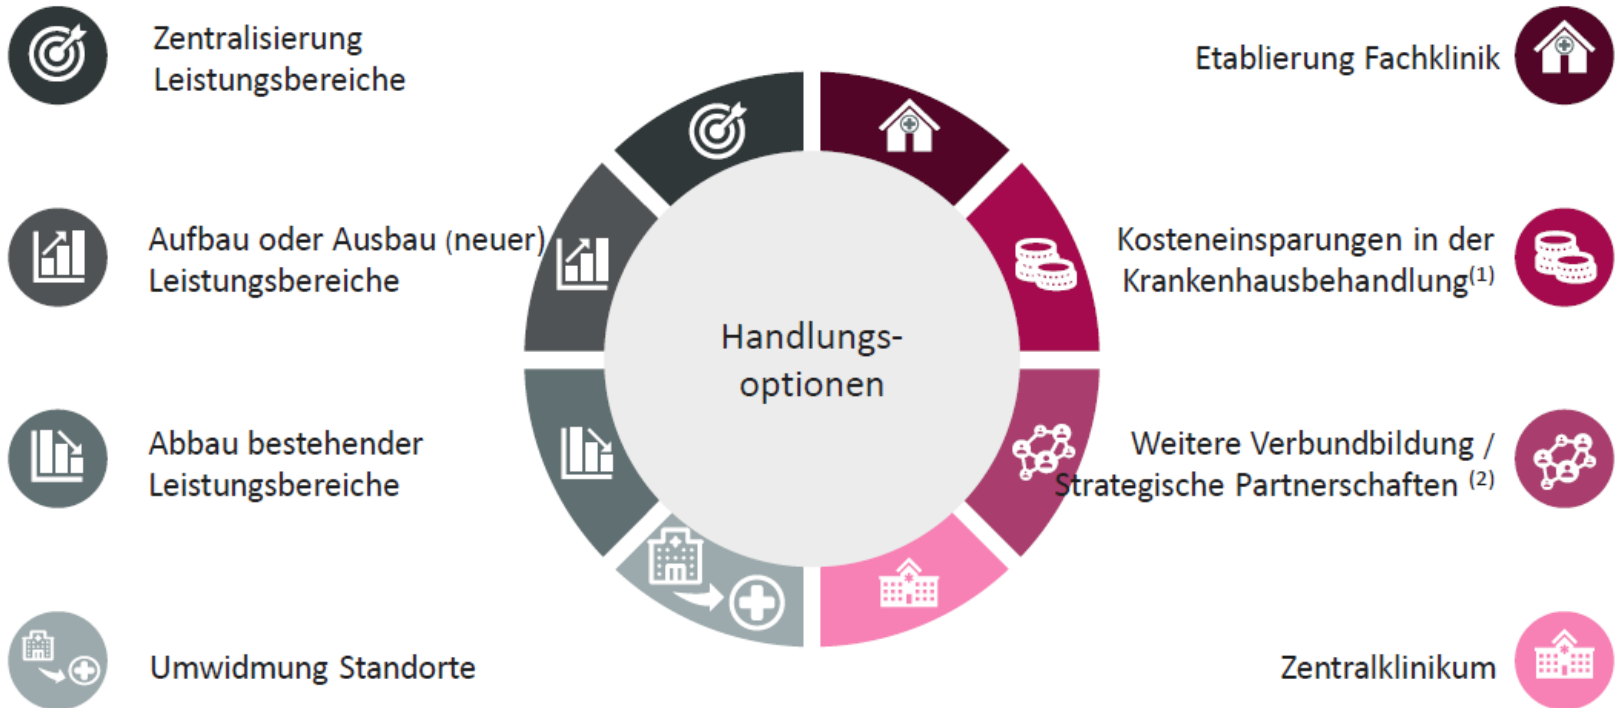 Zentralisierung
Leistungsbereiche
Aufbau oder Ausbau (neuer)
Leistungsbereiche
Abbau bestehender
Leistungsbereiche
Umwidmung Standorte
Handlungs-
optionen
Etablierung Fachklinik
Kosteneinsparungen in der
Krankenhausbehandlung(1)
Weitere Verbundbildung /
Strategische Partnerschaften (2)
Zentralklinikum